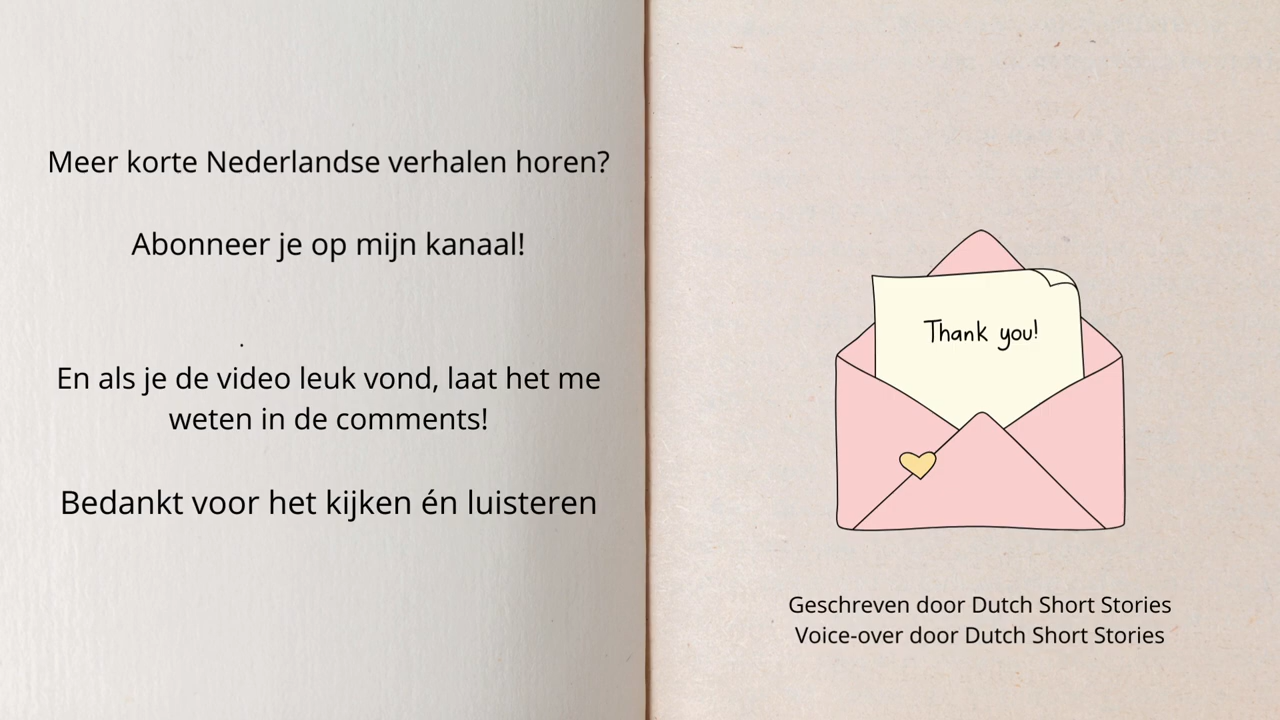 Meer korte Nederlandse verhalen horen?
Abonneer je op mijn kanaal!
.
En als je de video leuk vond, laat het me
weten in de comments!
Bedankt voor het kijken én luisteren
Thank you!
Geschreven door Dutch Short Stories
Voice-over door Dutch Short Stories